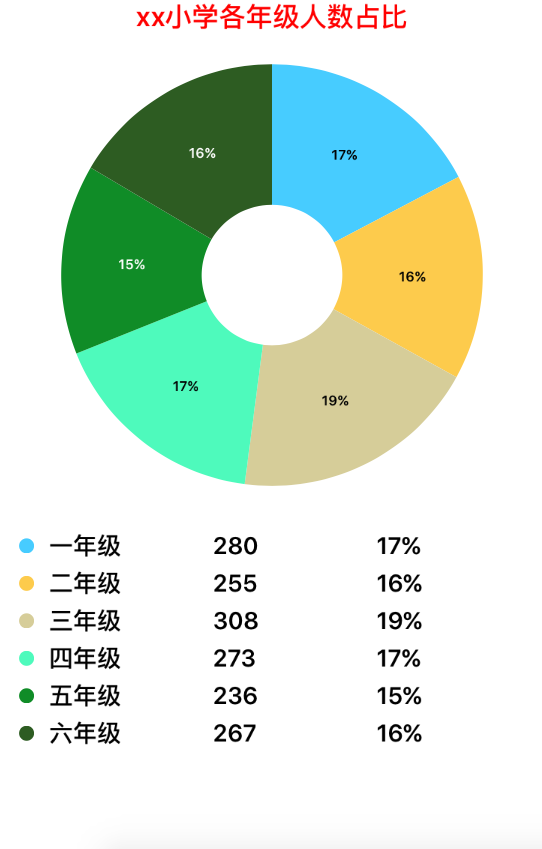 xx小学各年级人数占比
16%
17%
15%
16%
17%
19%
一年级 280 17%
二年级 255 16%
三年级 308 19%
四年级 273 17%
五年级 236 15%
六年级 267 16%